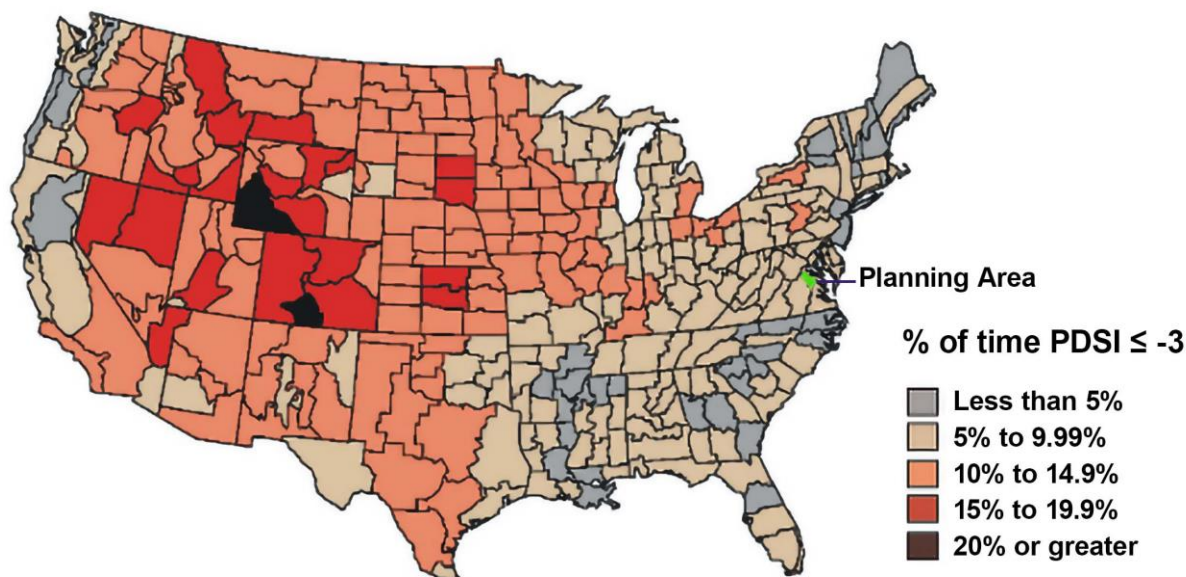 Planning Area
% of time PDSI ≤ -3
Less than 5%
5% to 9.99%
10% to 14.9%
15% to 19.9%
20% or greater